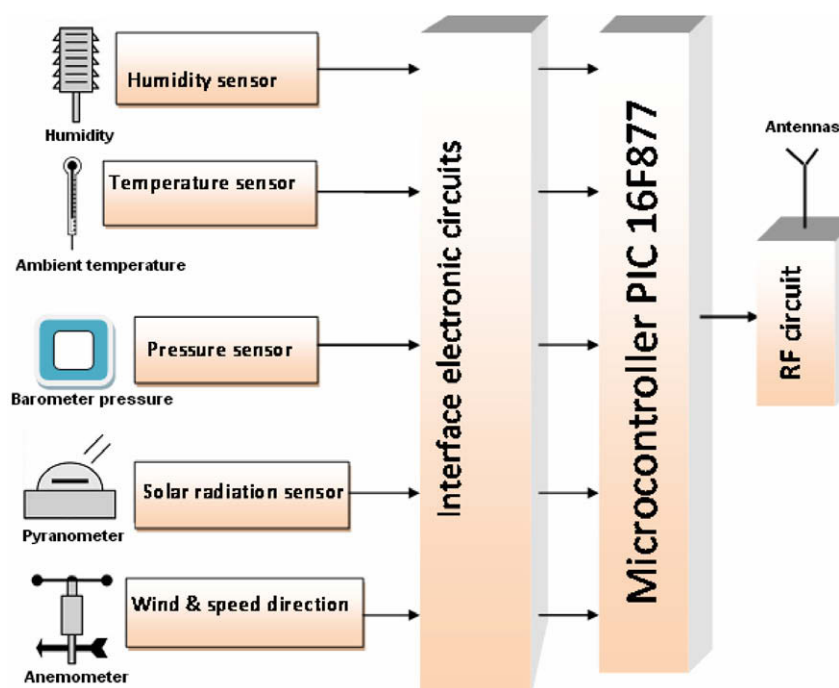 Humidity sensor
Humidity
Temperature sensor
Ambient temperature
Pressure sensor
Barometer pressure
Solar radiation sensor
Pyranometer
Wind & speed direction
Anemometer
Interface electronic circuits
Microcontroller PIC 16F877
Antennas
RF circuit